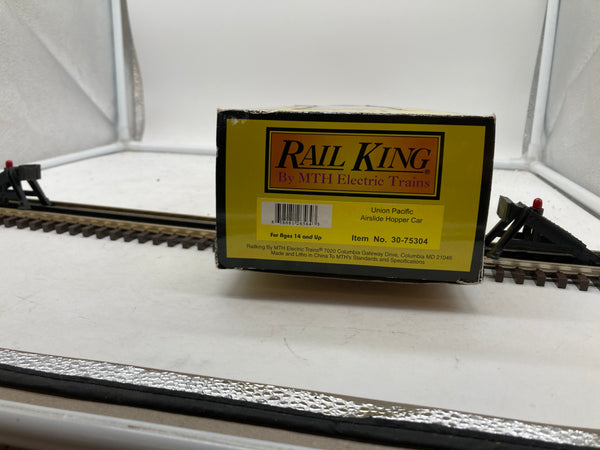 RAIL KING®
By MTH Electric Trains
Union Pacific
Airslide Hopper Car
For Ages 14 and Up
Item No. 30-75304
Railking By MTH Electric Trains® 7020 Columbia Gateway Drive, Columbia MD 21046
Made and Litho in China To MTH's Standards and Specifications